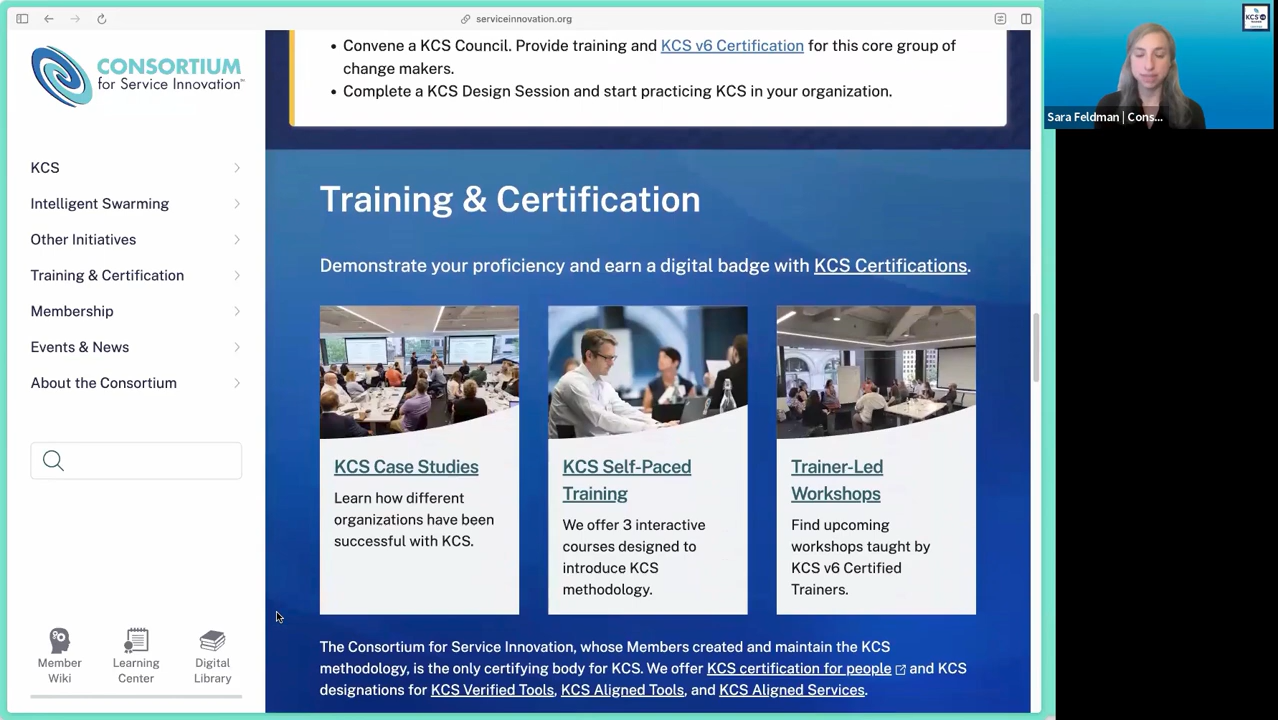 serviceinnovation.org
CONSORTIUM
for Service Innovation™
KCS
Intelligent Swarming
Other Initiatives
Training & Certification
Membership
Events & News
About the Consortium
Member
Wiki
Learning
Center
Digital
Library
• Convene a KCS Council. Provide training and KCS v6 Certification for this core group of
change makers.
• Complete a KCS Design Session and start practicing KCS in your organization.
Training & Certification
Demonstrate your proficiency and earn a digital badge with KCS Certifications.
KCS Case Studies
Learn how different
organizations have been
successful with KCS.
KCS Self-Paced
Training
We offer 3 interactive
courses designed to
introduce KCS
methodology.
Trainer-Led
Workshops
Find upcoming
workshops taught by
KCS v6 Certified
Trainers.
The Consortium for Service Innovation, whose Members created and maintain the KCS
methodology, is the only certifying body for KCS. We offer KCS certification for people and KCS
designations for KCS Verified Tools, KCS Aligned Tools, and KCS Aligned Services.
KCS
Sara Feldman | Cons...